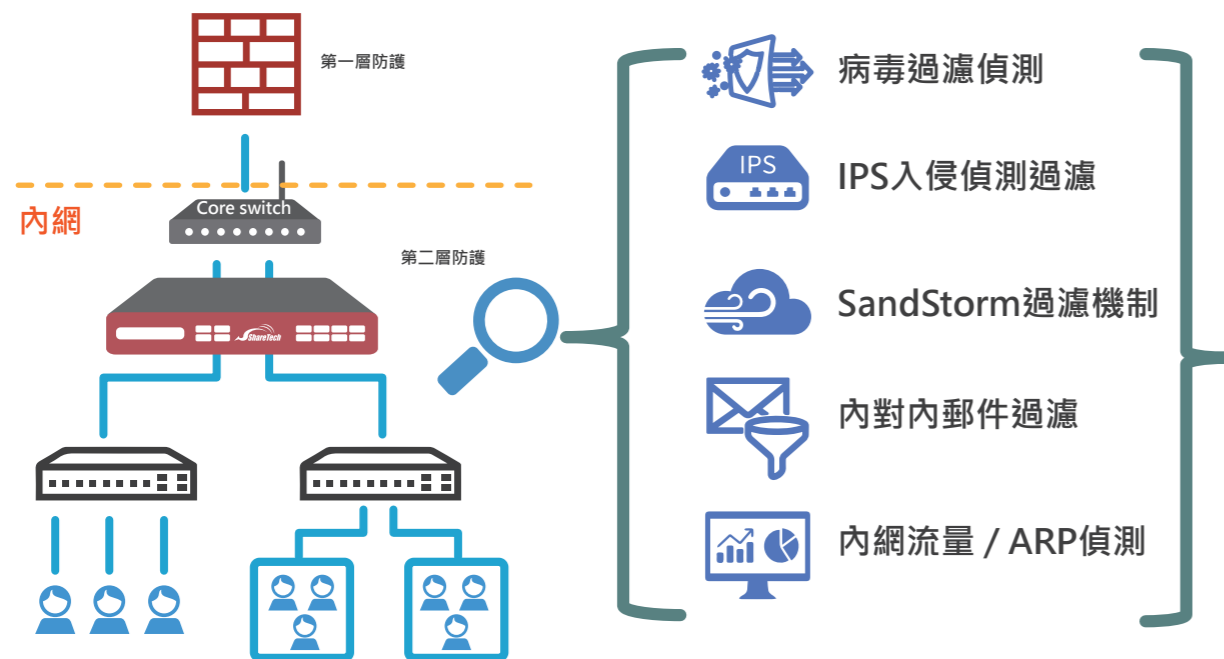 第一層防護
Core switch
內網
第二層防護
ShareTech
病毒過濾偵測
IPS
IPS入侵偵測過濾
SandStorm過濾機制
內對內郵件過濾
內網流量 / ARP偵測